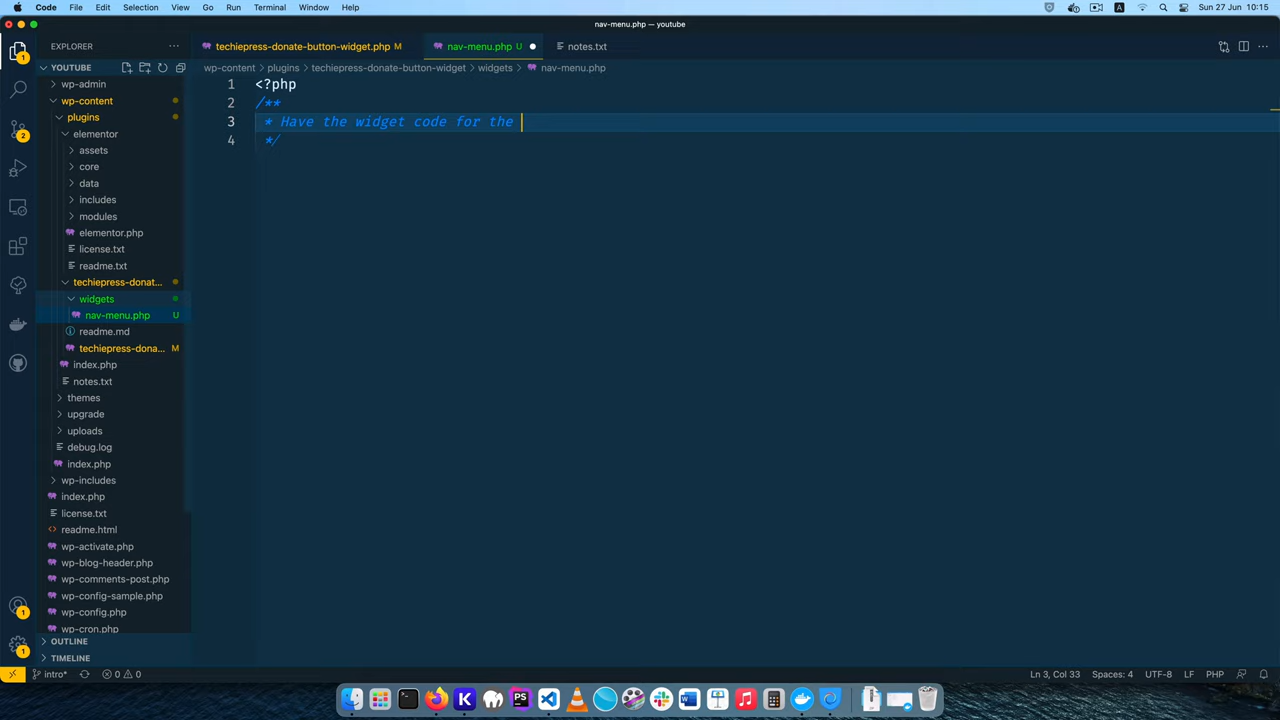 Code File Edit Selection View Go Run Terminal Window Help A Sun 27 Jun 10:15
nav-menu.php — youtube
EXPLORER
techiepress-donate-button-widget.php M nav-menu.php U notes.txt
YOUTUBE
wp-content plugins techiepress-donate-button-widget widgets nav-menu.php
wp-admin
wp-content
plugins
elementor
assets
core
data
includes
modules
elementor.php
license.txt
readme.txt
techiepress-donat...
widgets
nav-menu.php U
readme.md
techiepress-dona... M
index.php
notes.txt
themes
upgrade
uploads
debug.log
index.php
wp-includes
index.php
license.txt
readme.html
wp-activate.php
wp-blog-header.php
wp-comments-post.php
wp-config-sample.php
wp-config.php
wp-cron.php
OUTLINE
TIMELINE
1 <?php
2 /**
3 * Have the widget code for the
4 */
1
2
1
1
intro* 0 0 Ln 3, Col 33 Spaces: 4 UTF-8 LF PHP
K PS W